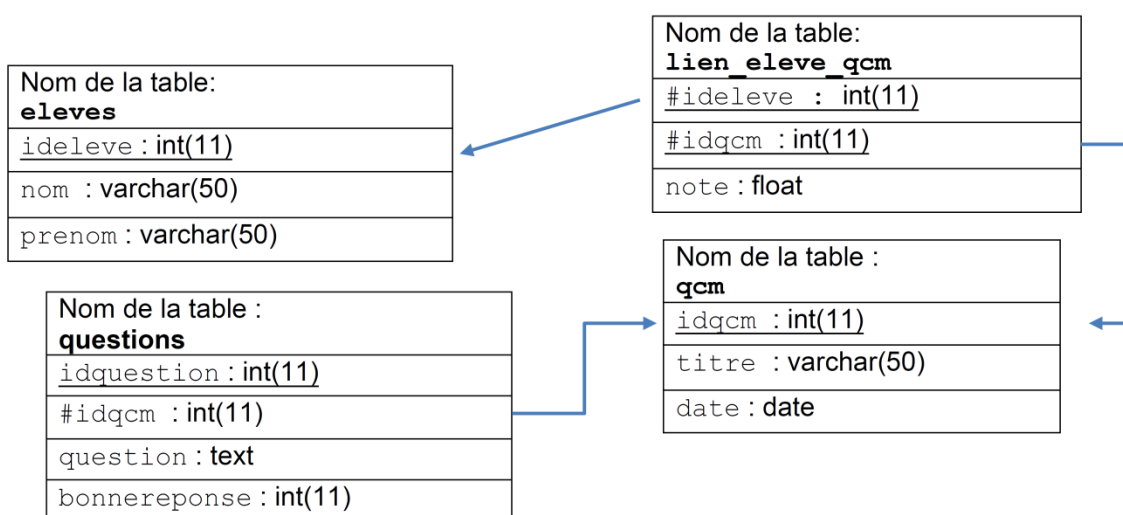 Nom de la table:
eleves
ideleve : int(11)
nom : varchar(50)
prenom : varchar(50)
Nom de la table:
lien_eleve_qcm
#ideleve : int(11)
#idqcm : int(11)
note : float
Nom de la table :
questions
idquestion : int(11)
#idqcm : int(11)
question : text
bonnereponse : int(11)
Nom de la table :
qcm
idqcm : int(11)
titre : varchar(50)
date : date